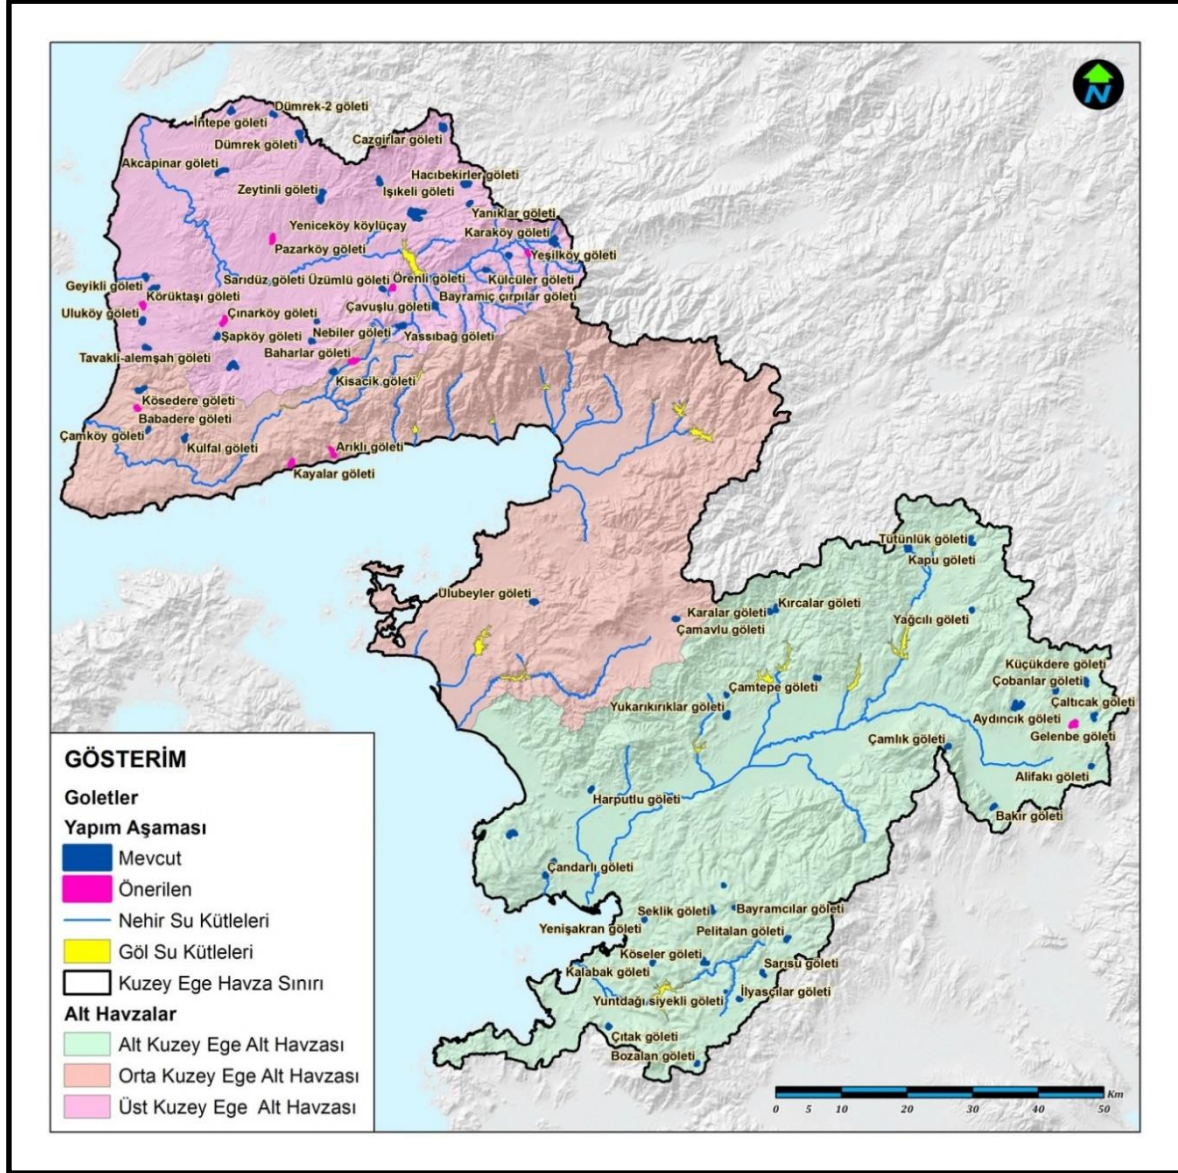 N
Dümrek-2 göleti
İntepe göleti
Dümrek göleti
Cazgirlar göleti
Akcapinar göleti
Hacıbekirler göleti
Zeytinli göleti
Işıkeli göleti
Yanıklar göleti
Yeniceköy köylüçay
Karaköy göleti
Pazarköy göleti
Yeşilköy göleti
Geyikli göleti
Sarıdüz göleti
Üzümlü göleti
Örenli göleti
Külcüler göleti
Körüktaşı göleti
Bayramiç çırpılar göleti
Uluköy göleti
Çınarköy göleti
Çavuşlu göleti
Şapköy göleti
Nebiler göleti
Yassıbağ göleti
Tavaklı-alemşah göleti
Baharlar göleti
Kısacik göleti
Kösedere göleti
Babadere göleti
Çamköy göleti
Külfal göleti
Arıklı göleti
Kayalar göleti
Tütünlük göleti
Kapu göleti
Ulubeyler göleti
Karalar göleti
Kırcalar göleti
Çamavlu göleti
Yağcılı göleti
Küçükdere göleti
Çobanlar göleti
Çamtepe göleti
Çaltıcak göleti
Yukarıkırıklar göleti
Aydıncık göleti
Gelenbe göleti
Çamlık göleti
Alifakı göleti
Harputlu göleti
Bakır göleti
Çandarlı göleti
Seklik göleti
Bayramcılar göleti
Yenişakran göleti
Pelitalan göleti
Köseler göleti
Kalabak göleti
Sarısu göleti
Yuntdağı siyekli göleti
İlyasçılar göleti
Çıtak göleti
Bozalan göleti
GÖSTERİM
Goletler
Yapım Aşaması
Mevcut
Önerilen
Nehir Su Kütleleri
Göl Su Kütleleri
Kuzey Ege Havza Sınırı
Alt Havzalar
Alt Kuzey Ege Alt Havzası
Orta Kuzey Ege Alt Havzası
Üst Kuzey Ege Alt Havzası
Km
0 5 10 20 30 40 50